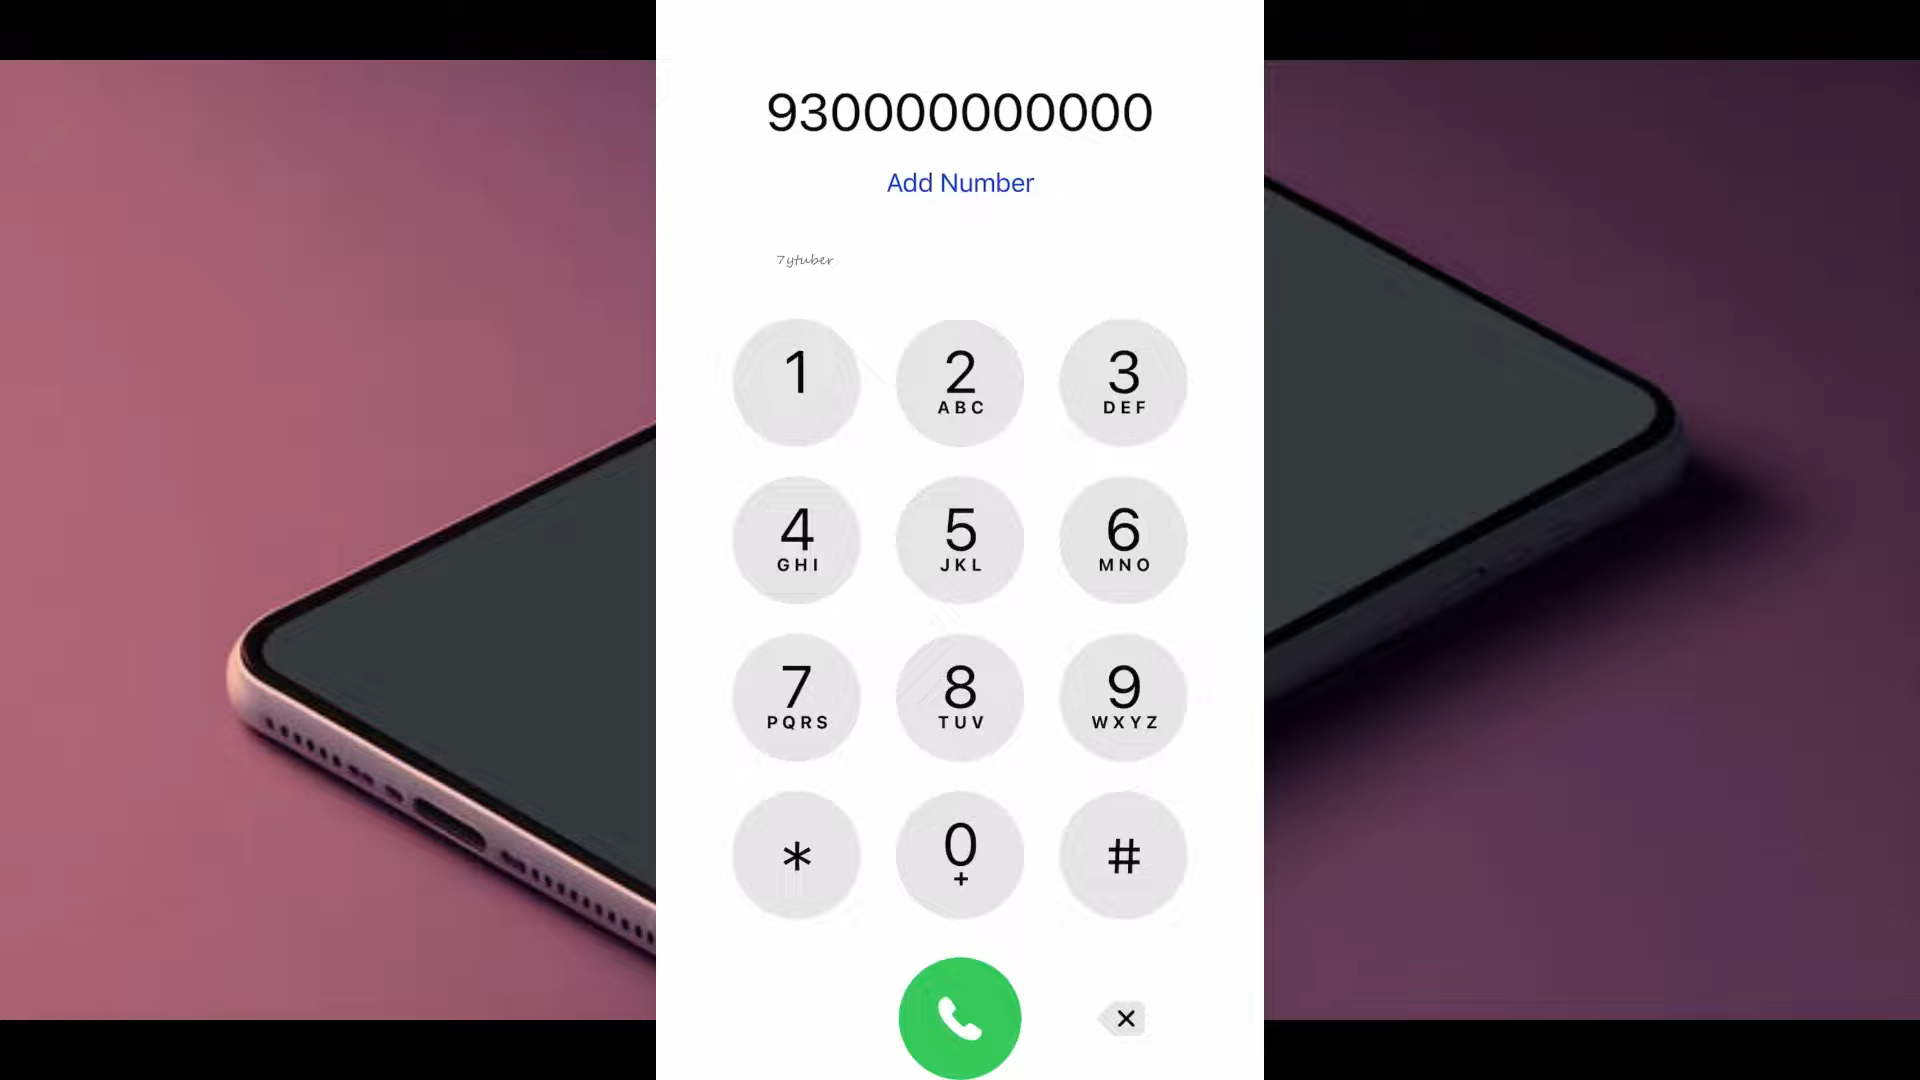 930000000000
Add Number
7ytuber
1
2
ABC
3
DEF
4
GHI
5
JKL
6
MNO
7
PQRS
8
TUV
9
WXYZ
*
0
+
#